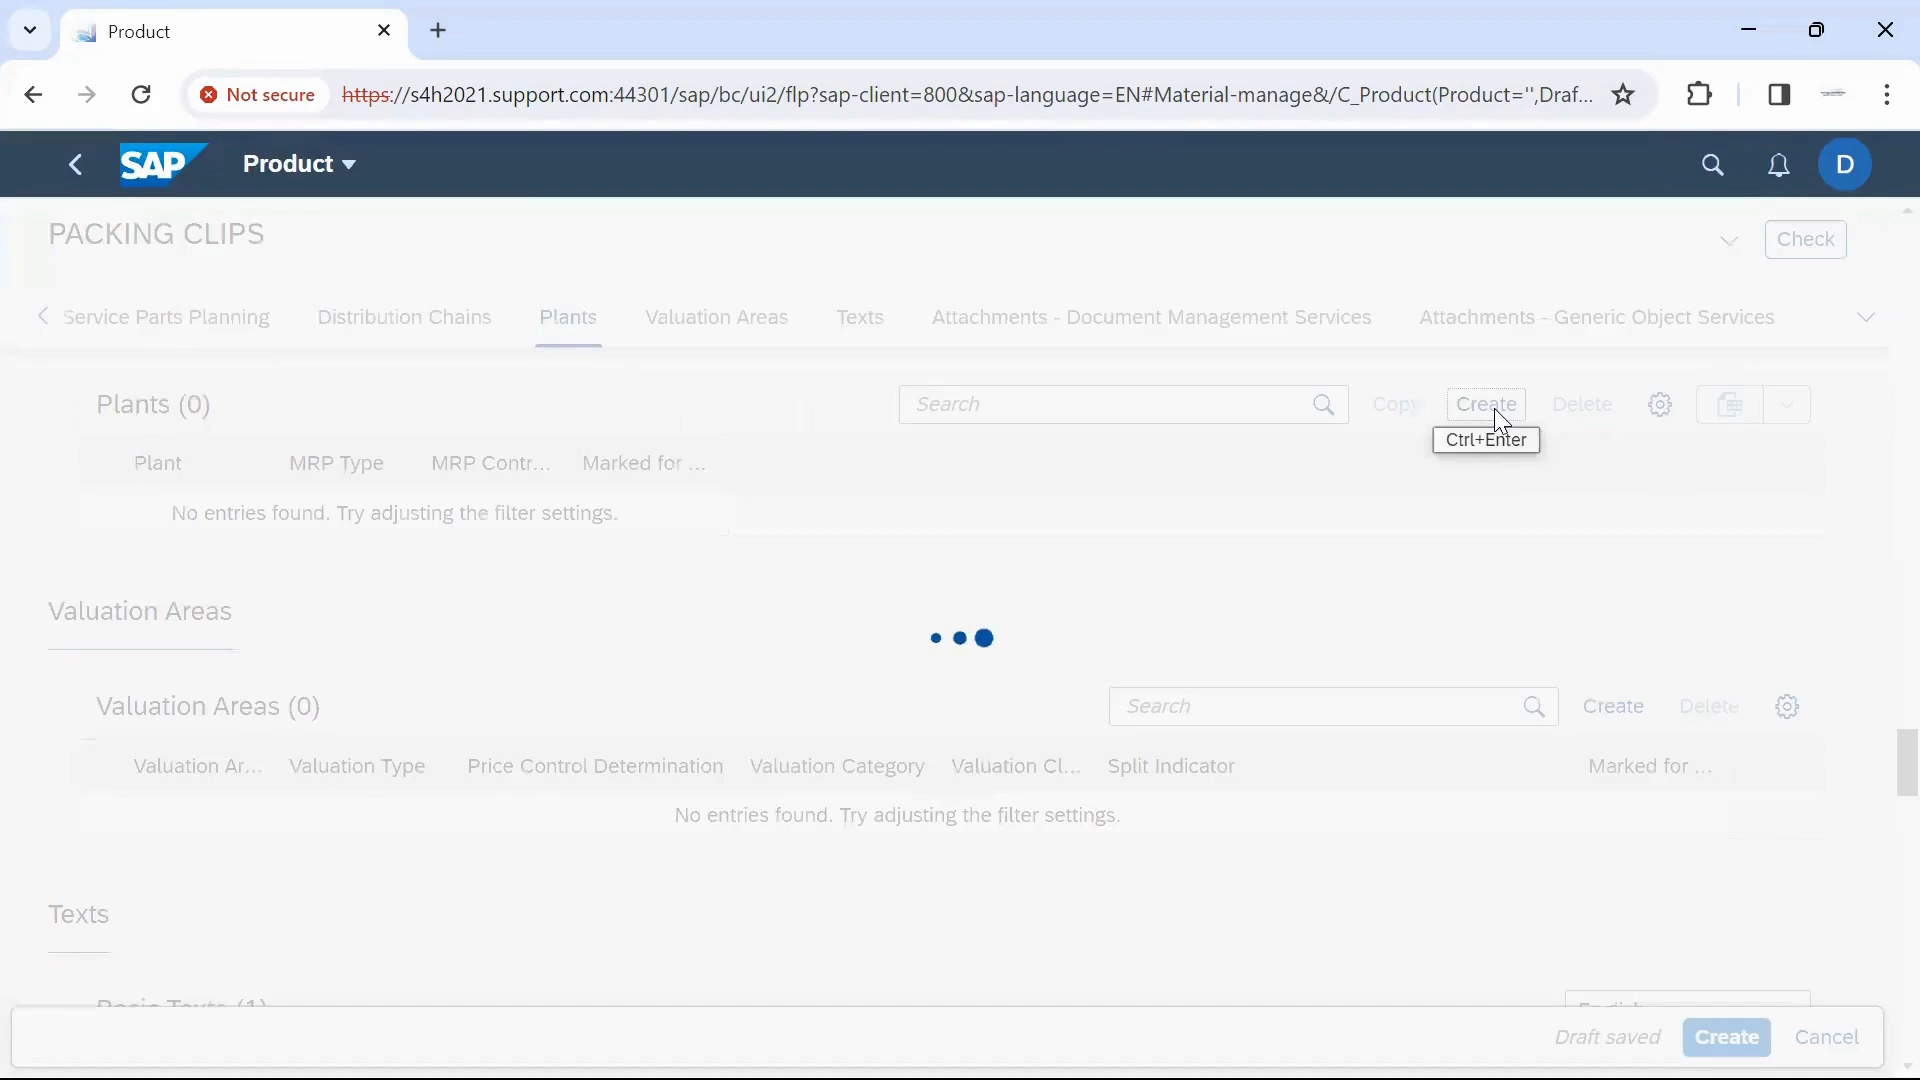 Product
Not secure https://s4h2021.support.com:44301/sap/bc/ui2/flp?sap-client=800&sap-language=EN#Material-manage&/C_Product(Product='',Draf...
SAP Product D
PACKING CLIPS Check
Service Parts Planning Distribution Chains Plants Valuation Areas Texts Attachments - Document Management Services Attachments - Generic Object Services
Plants (0) Search Copy Create Delete
Ctrl+Enter
Plant MRP Type MRP Contr... Marked for ...
No entries found. Try adjusting the filter settings.
Valuation Areas
Valuation Areas (0) Search Create Delete
Valuation Ar... Valuation Type Price Control Determination Valuation Category Valuation Cl... Split Indicator Marked for ...
No entries found. Try adjusting the filter settings.
Texts
Basic Texts (1) English
Draft saved Create Cancel